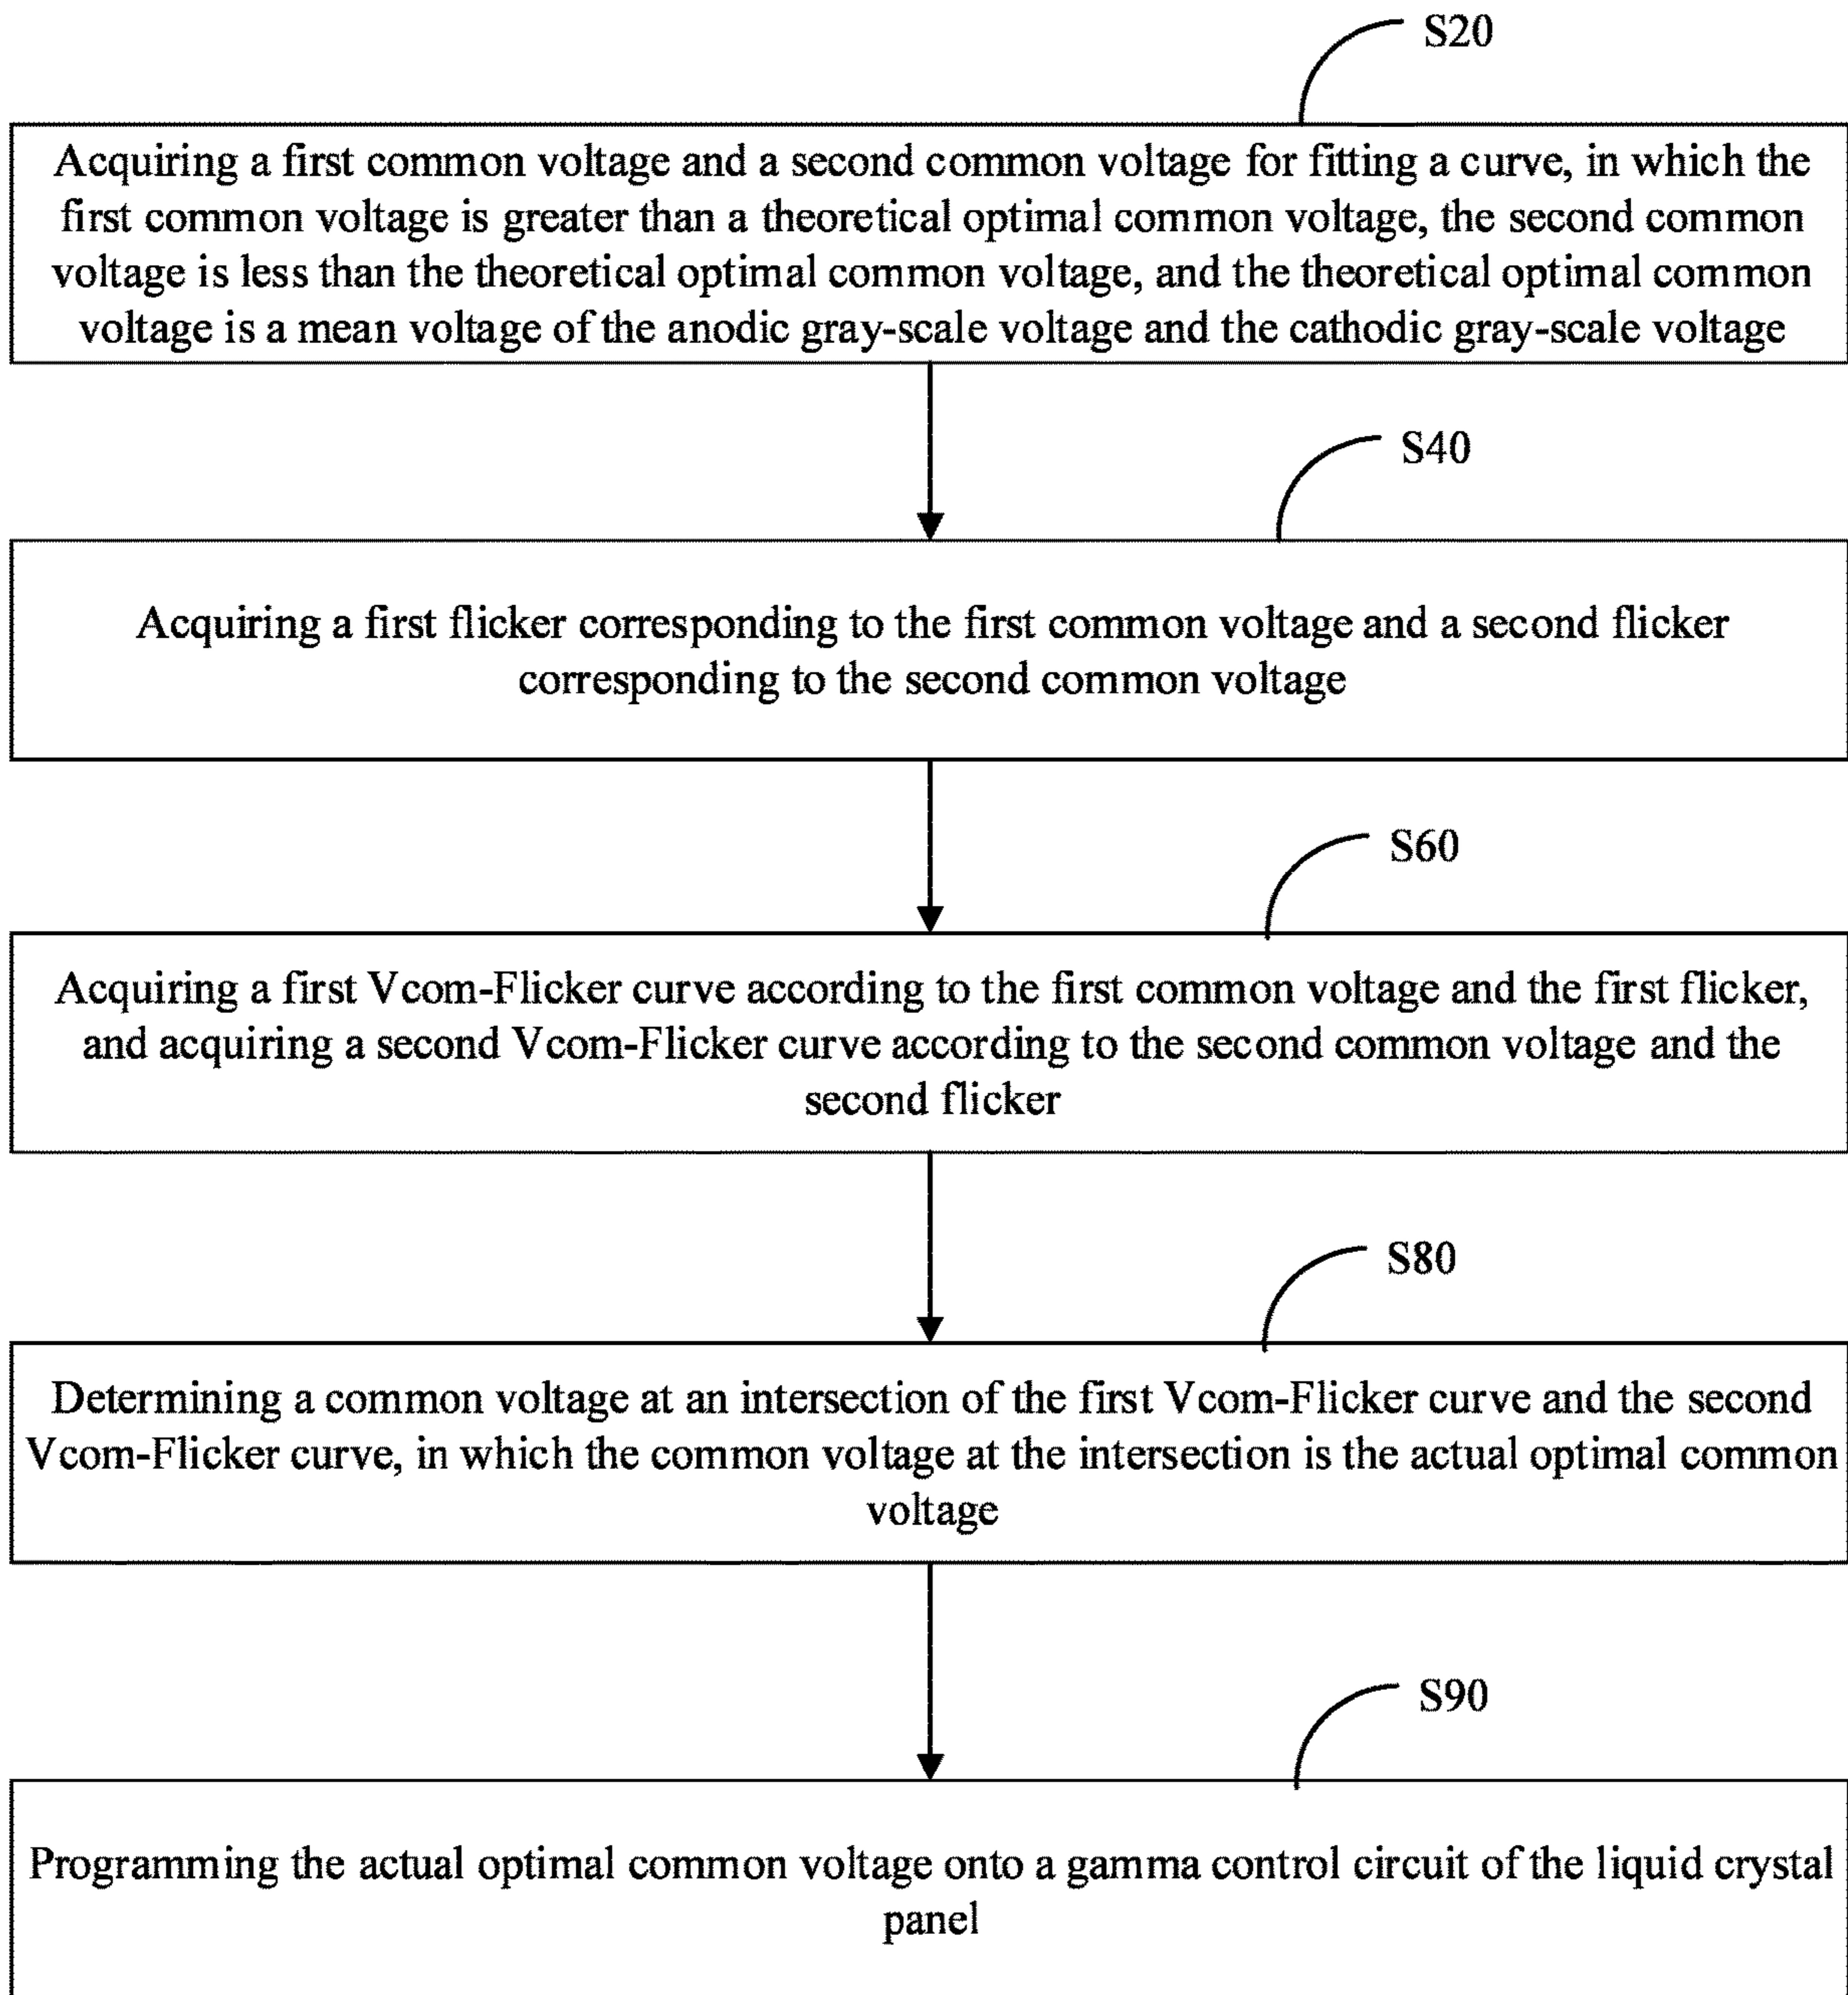 S20
Acquiring a first common voltage and a second common voltage for fitting a curve, in which the
first common voltage is greater than a theoretical optimal common voltage, the second common
voltage is less than the theoretical optimal common voltage, and the theoretical optimal common
voltage is a mean voltage of the anodic gray-scale voltage and the cathodic gray-scale voltage
S40
Acquiring a first flicker corresponding to the first common voltage and a second flicker
corresponding to the second common voltage
S60
Acquiring a first Vcom-Flicker curve according to the first common voltage and the first flicker,
and acquiring a second Vcom-Flicker curve according to the second common voltage and the
second flicker
S80
Determining a common voltage at an intersection of the first Vcom-Flicker curve and the second
Vcom-Flicker curve, in which the common voltage at the intersection is the actual optimal common
voltage
S90
Programming the actual optimal common voltage onto a gamma control circuit of the liquid crystal
panel